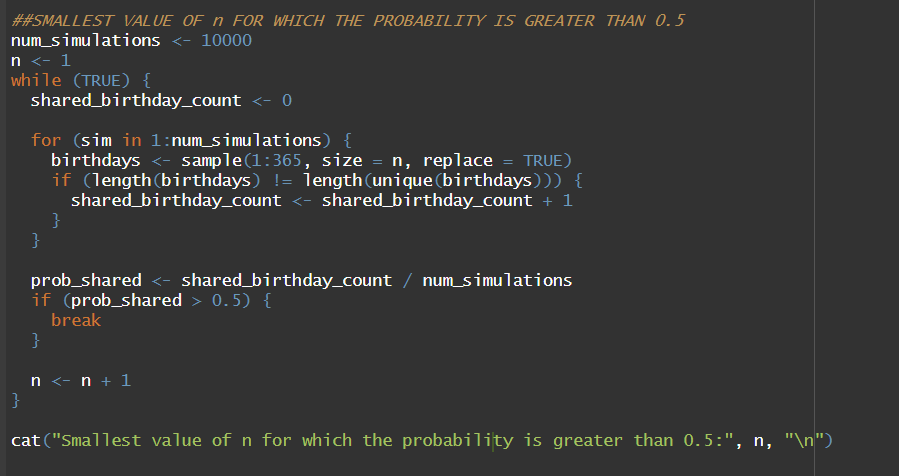 ##SMALLEST VALUE OF n FOR WHICH THE PROBABILITY IS GREATER THAN 0.5
num_simulations <- 10000
n <- 1
while (TRUE) {
  shared_birthday_count <- 0

  for (sim in 1:num_simulations) {
    birthdays <- sample(1:365, size = n, replace = TRUE)
    if (length(birthdays) != length(unique(birthdays))) {
      shared_birthday_count <- shared_birthday_count + 1
    }
  }

  prob_shared <- shared_birthday_count / num_simulations
  if (prob_shared > 0.5) {
    break
  }

  n <- n + 1
}

cat("Smallest value of n for which the probability is greater than 0.5:", n, "\n")